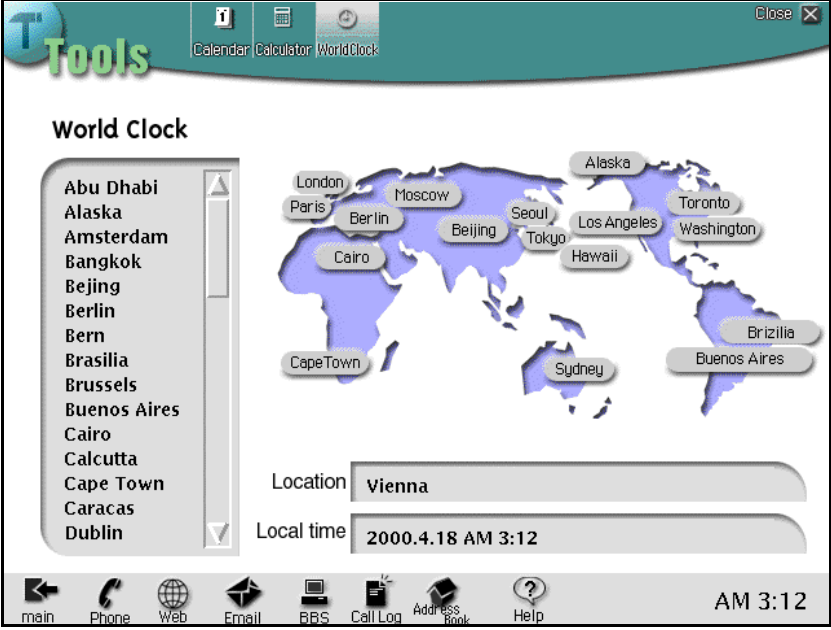 T
Tools
1
Calendar
Calculator
WorldClock
Close
World Clock
Abu Dhabi
Alaska
Amsterdam
Bangkok
Bejing
Berlin
Bern
Brasilia
Brussels
Buenos Aires
Cairo
Calcutta
Cape Town
Caracas
Dublin
Alaska
London
Moscow
Paris
Berlin
Seoul
Toronto
Beijing
Los Angeles
Washington
Tokyo
Cairo
Hawaii
Brizilia
CapeTown
Sydney
Buenos Aires
Location
Vienna
Local time
2000.4.18 AM 3:12
main
Phone
Web
Email
BBS
Call Log
Address
Book
?
Help
AM 3:12